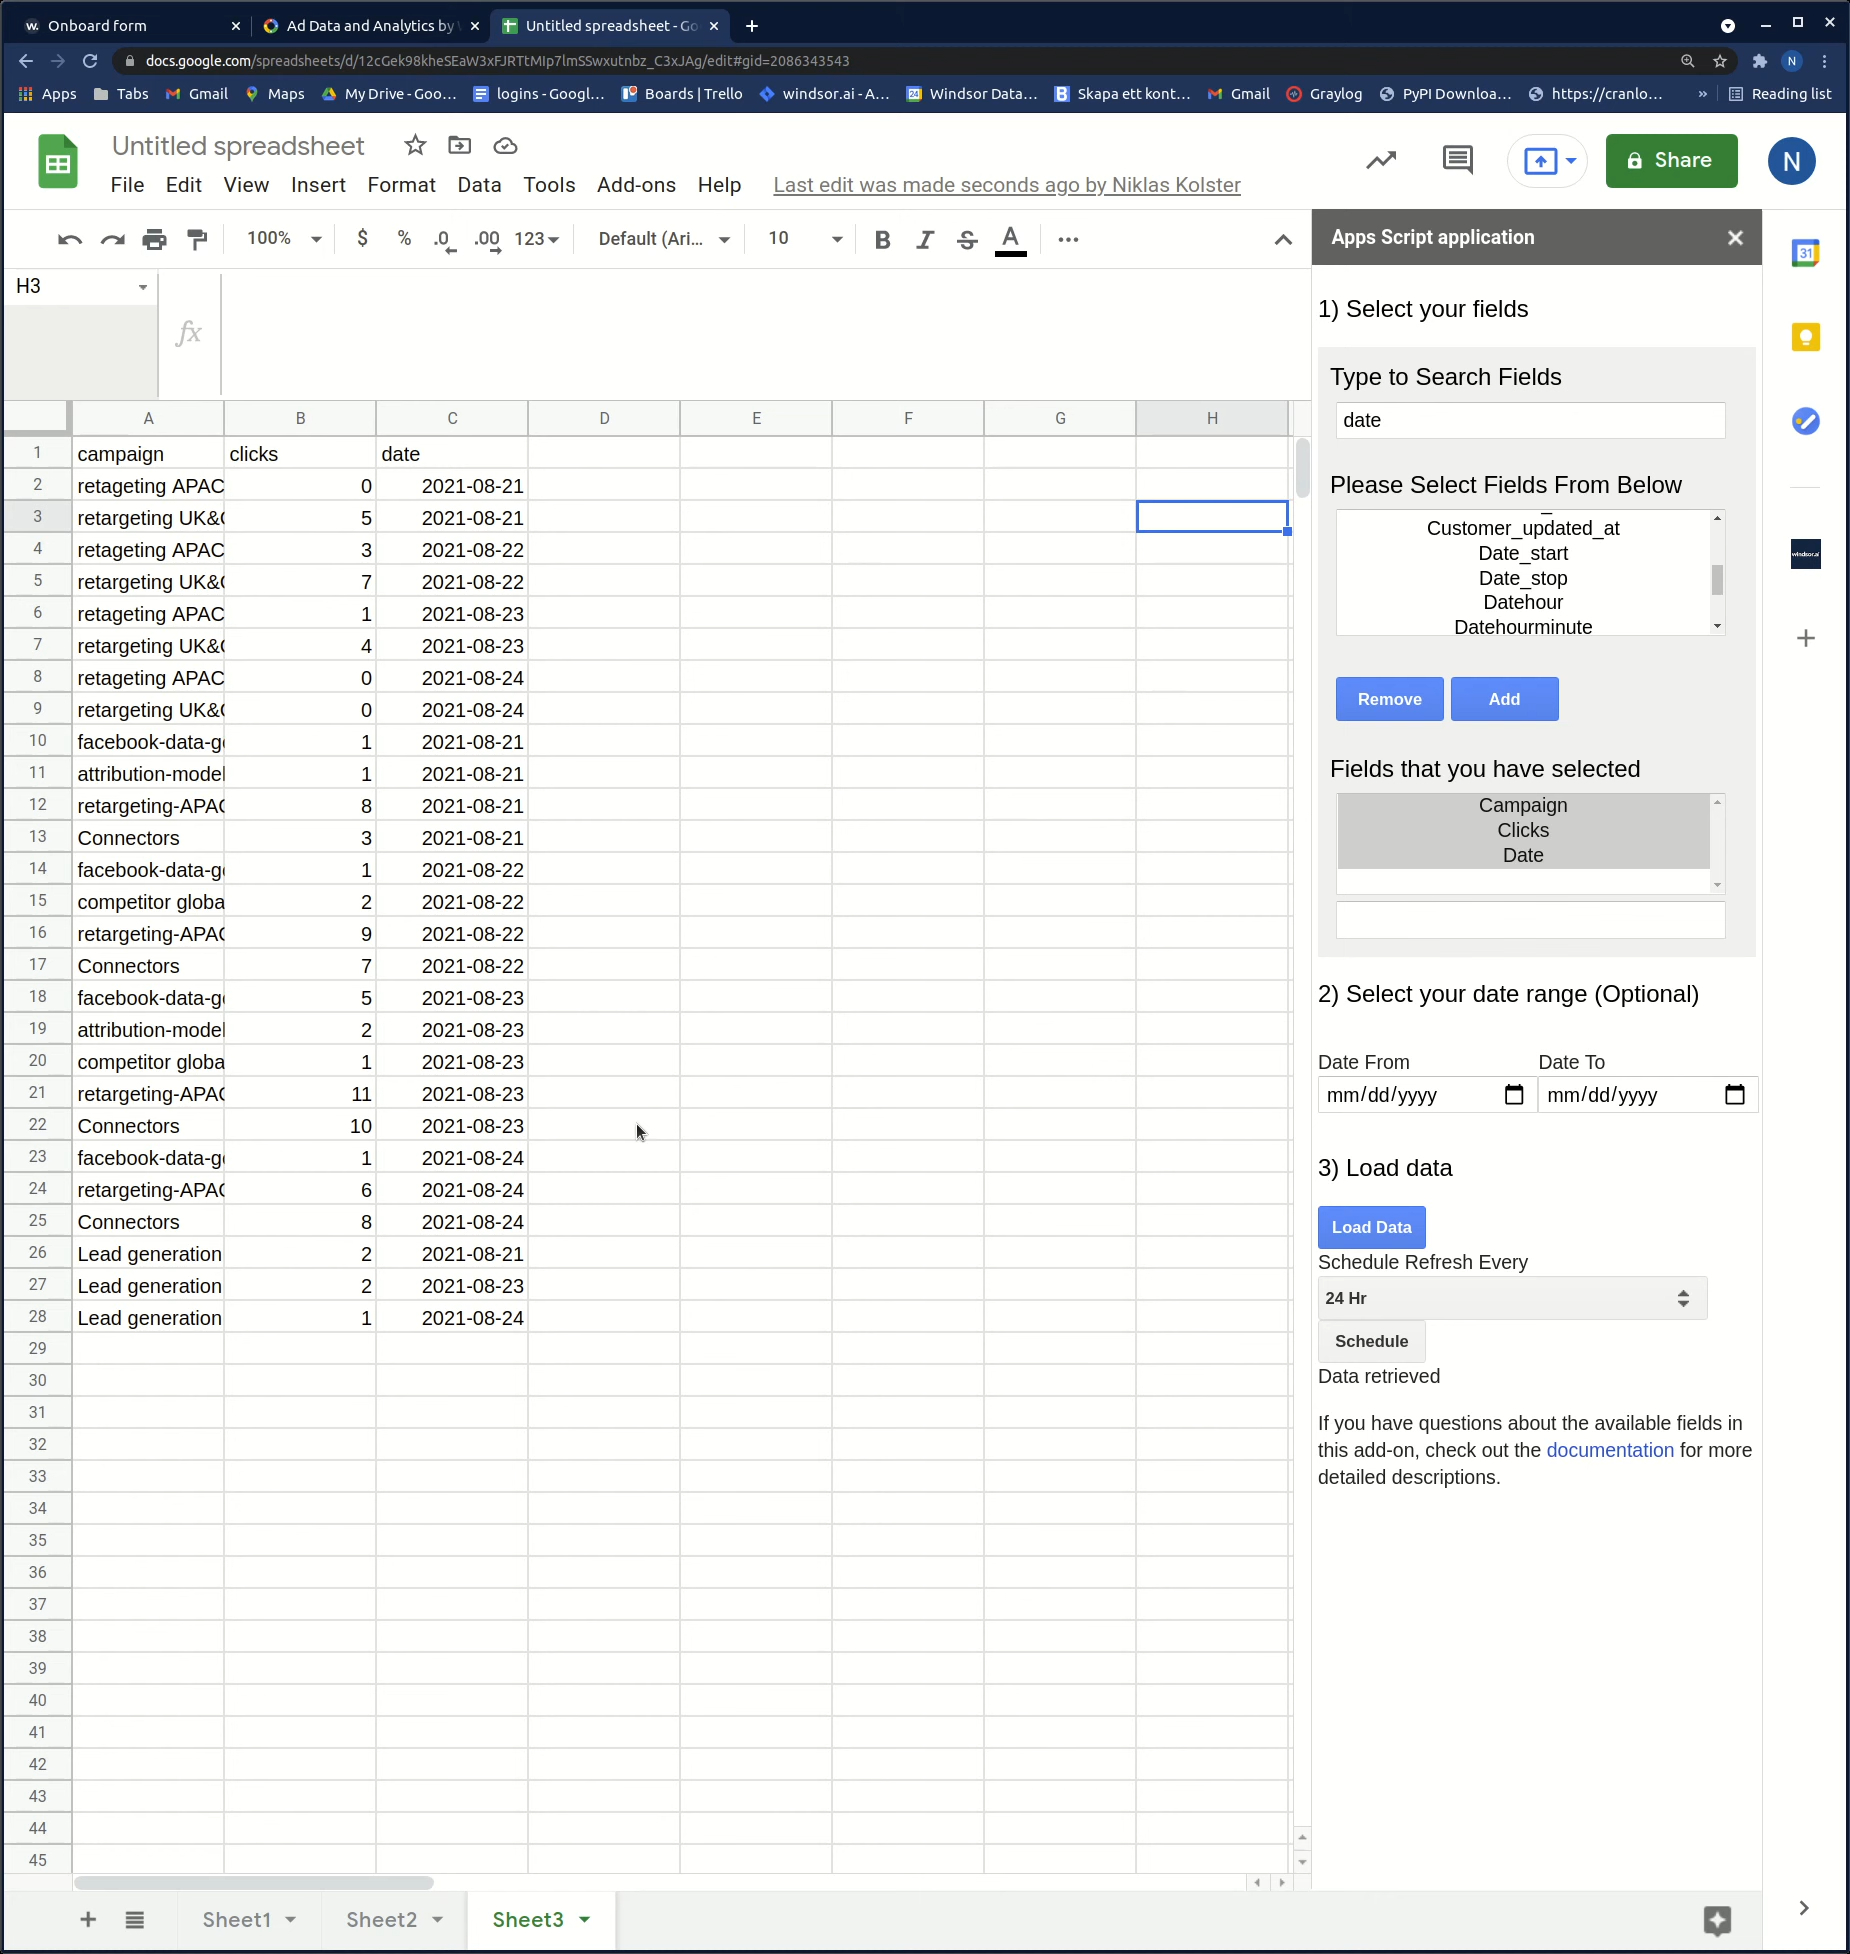 Onboard form
Ad Data and Analytics by
Untitled spreadsheet - Go
docs.google.com/spreadsheets/d/12cGek98kheSEaW3xFJRTtMIp7lmSSwxutnbz_C3xJAg/edit#gid=2086343543
N
Apps
Tabs
Gmail
Maps
My Drive - Goo...
logins - Googl...
Boards | Trello
windsor.ai - A...
Windsor Data...
Skapa ett kont...
Gmail
Graylog
PyPI Downloa...
https://cranlo...
»
Reading list
Untitled spreadsheet
Share
N
File Edit View Insert Format Data Tools Add-ons Help
Last edit was made seconds ago by Niklas Kolster
100% $ % .0 .00 123 Default (Ari... 10 B I S A
H3
fx
A B C D E F G H
1 campaign clicks date
2 retageting APAC 0 2021-08-21
3 retargeting UK& 5 2021-08-21
4 retageting APAC 3 2021-08-22
5 retargeting UK& 7 2021-08-22
6 retageting APAC 1 2021-08-23
7 retargeting UK& 4 2021-08-23
8 retageting APAC 0 2021-08-24
9 retargeting UK& 0 2021-08-24
10 facebook-data-g 1 2021-08-21
11 attribution-model 1 2021-08-21
12 retargeting-APAC 8 2021-08-21
13 Connectors 3 2021-08-21
14 facebook-data-g 1 2021-08-22
15 competitor globa 2 2021-08-22
16 retargeting-APAC 9 2021-08-22
17 Connectors 7 2021-08-22
18 facebook-data-g 5 2021-08-23
19 attribution-model 2 2021-08-23
20 competitor globa 1 2021-08-23
21 retargeting-APAC 11 2021-08-23
22 Connectors 10 2021-08-23
23 facebook-data-g 1 2021-08-24
24 retargeting-APAC 6 2021-08-24
25 Connectors 8 2021-08-24
26 Lead generation 2 2021-08-21
27 Lead generation 2 2021-08-23
28 Lead generation 1 2021-08-24
29
30
31
32
33
34
35
36
37
38
39
40
41
42
43
44
45
Sheet1
Sheet2
Sheet3
Apps Script application
1) Select your fields
Type to Search Fields
date
Please Select Fields From Below
Customer_updated_at
Date_start
Date_stop
Datehour
Datehourminute
Remove
Add
Fields that you have selected
Campaign
Clicks
Date
2) Select your date range (Optional)
Date From Date To
mm/dd/yyyy mm/dd/yyyy
3) Load data
Load Data
Schedule Refresh Every
24 Hr
Schedule
Data retrieved
If you have questions about the available fields in
this add-on, check out the documentation for more
detailed descriptions.
31
windsor.ai